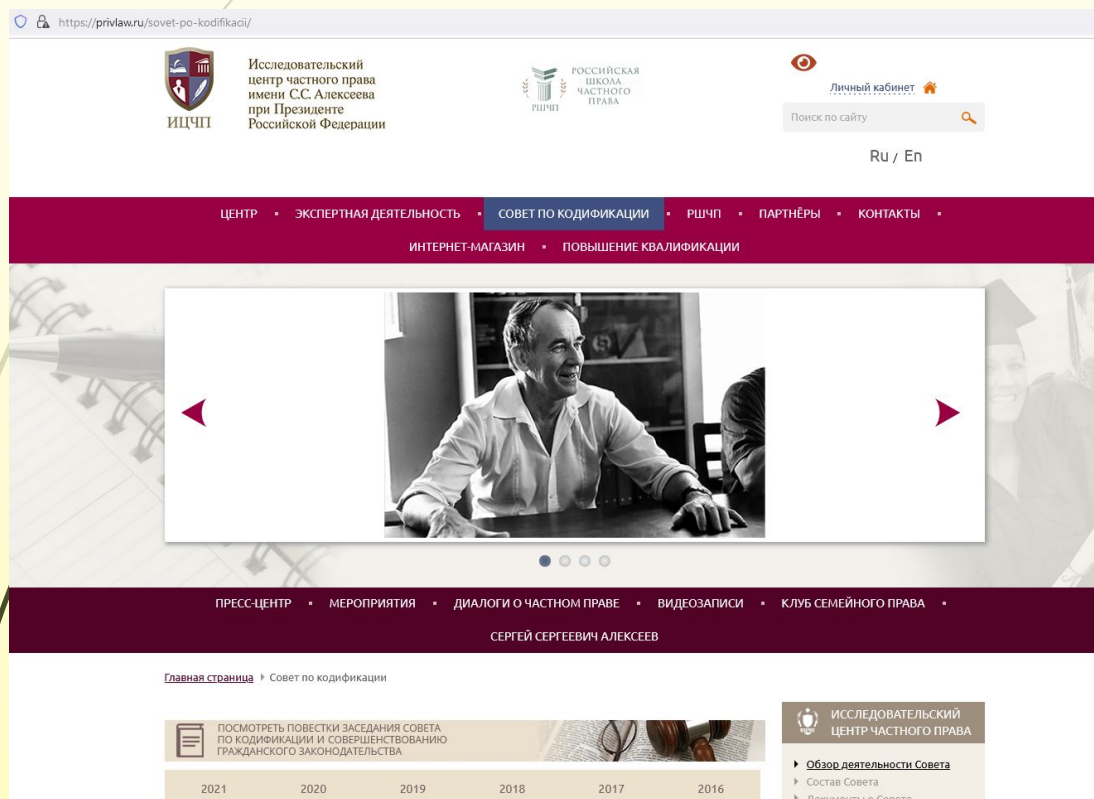 https://privlaw.ru/sovet-po-kodifikacii/
Исследовательский
центр частного права
имени С.С. Алексеева
при Президенте
Российской Федерации
ИЦЧП
РОССИЙСКАЯ
ШКОЛА
ЧАСТНОГО
ПРАВА
РШЧП
Личный кабинет
Поиск по сайту
Ru / En
ЦЕНТР ▪ ЭКСПЕРТНАЯ ДЕЯТЕЛЬНОСТЬ ▪ СОВЕТ ПО КОДИФИКАЦИИ ▪ РШЧП ▪ ПАРТНЁРЫ ▪ КОНТАКТЫ ▪
ИНТЕРНЕТ-МАГАЗИН ▪ ПОВЫШЕНИЕ КВАЛИФИКАЦИИ
ПРЕСС-ЦЕНТР ▪ МЕРОПРИЯТИЯ ▪ ДИАЛОГИ О ЧАСТНОМ ПРАВЕ ▪ ВИДЕОЗАПИСИ ▪ КЛУБ СЕМЕЙНОГО ПРАВА ▪
СЕРГЕЙ СЕРГЕЕВИЧ АЛЕКСЕЕВ
Главная страница Совет по кодификации
ПОСМОТРЕТЬ ПОВЕСТКИ ЗАСЕДАНИЯ СОВЕТА
ПО КОДИФИКАЦИИ И СОВЕРШЕНСТВОВАНИЮ
ГРАЖДАНСКОГО ЗАКОНОДАТЕЛЬСТВА
2021 2020 2019 2018 2017 2016
ИССЛЕДОВАТЕЛЬСКИЙ
ЦЕНТР ЧАСТНОГО ПРАВА
Обзор деятельности Совета
Состав Совета
Документы о Совете